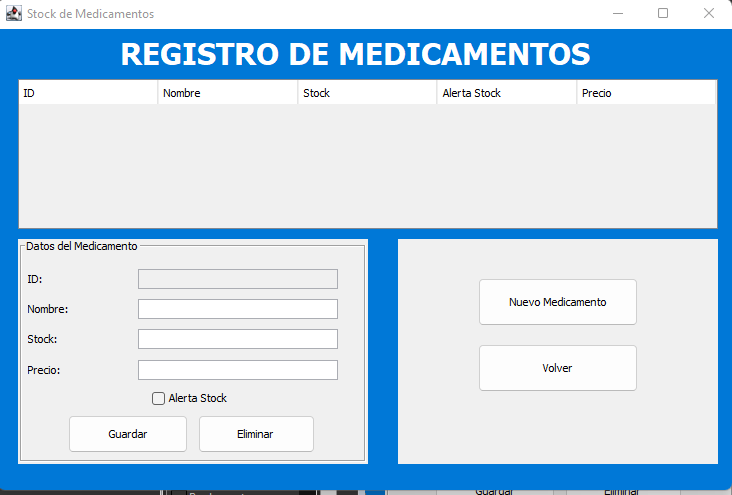 Stock de Medicamentos
REGISTRO DE MEDICAMENTOS
ID Nombre Stock Alerta Stock Precio
Datos del Medicamento
ID:
Nombre:
Stock:
Precio:
Alerta Stock
Guardar Eliminar
Nuevo Medicamento
Volver
Guardar Eliminar